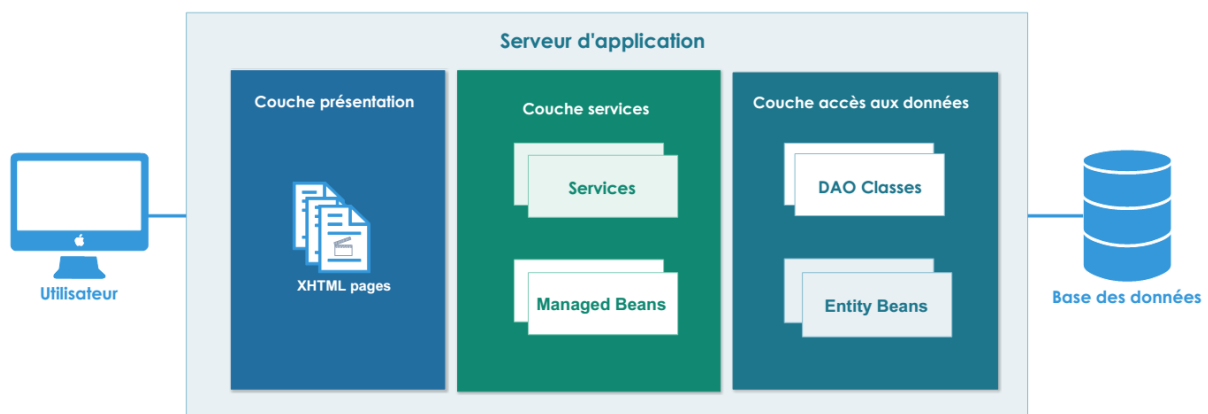 Serveur d'application
Couche présentation
Couche services
Couche accès aux données
Services
DAO Classes
XHTML pages
Managed Beans
Entity Beans
Utilisateur
Base des données